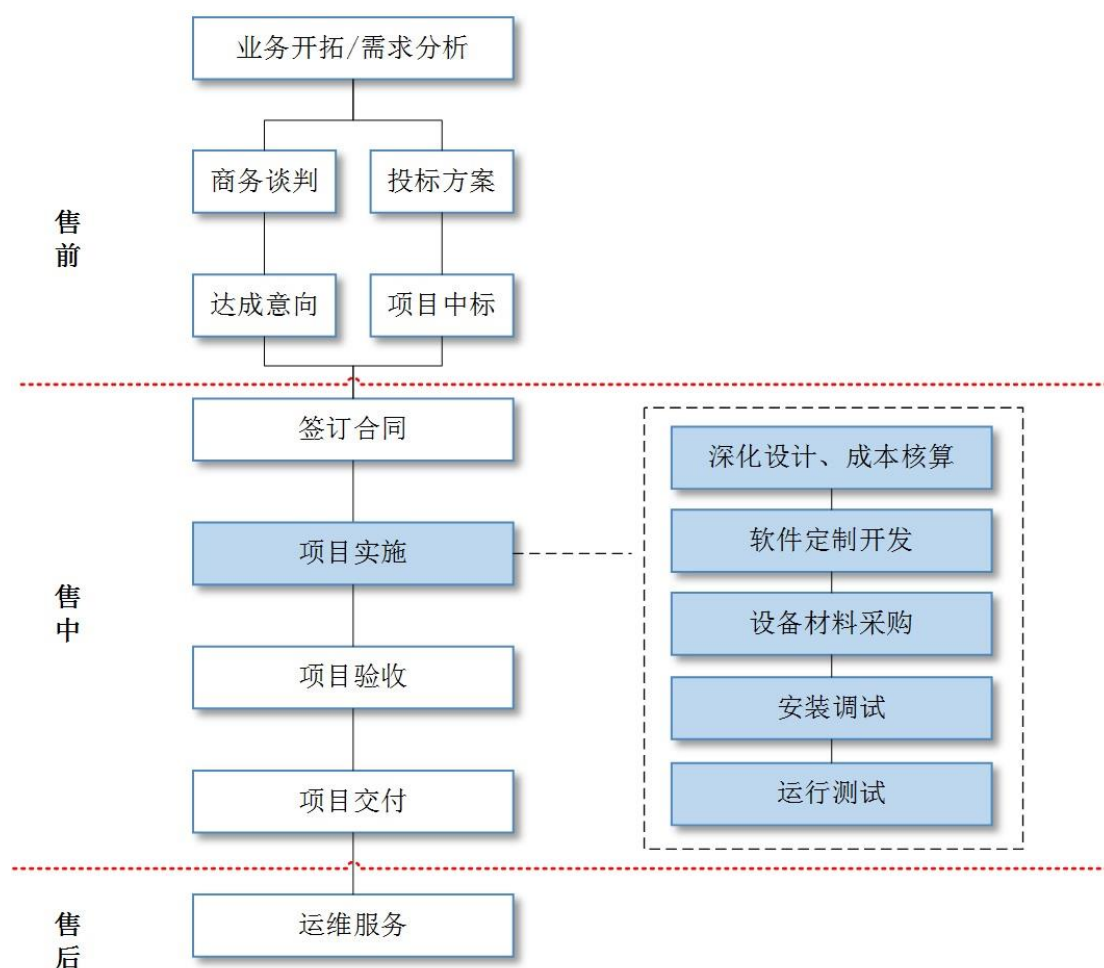 业务开拓/需求分析
商务谈判
投标方案
售前
达成意向
项目中标
签订合同
深化设计、成本核算
项目实施
软件定制开发
售中
设备材料采购
项目验收
安装调试
项目交付
运行测试
运维服务
售后